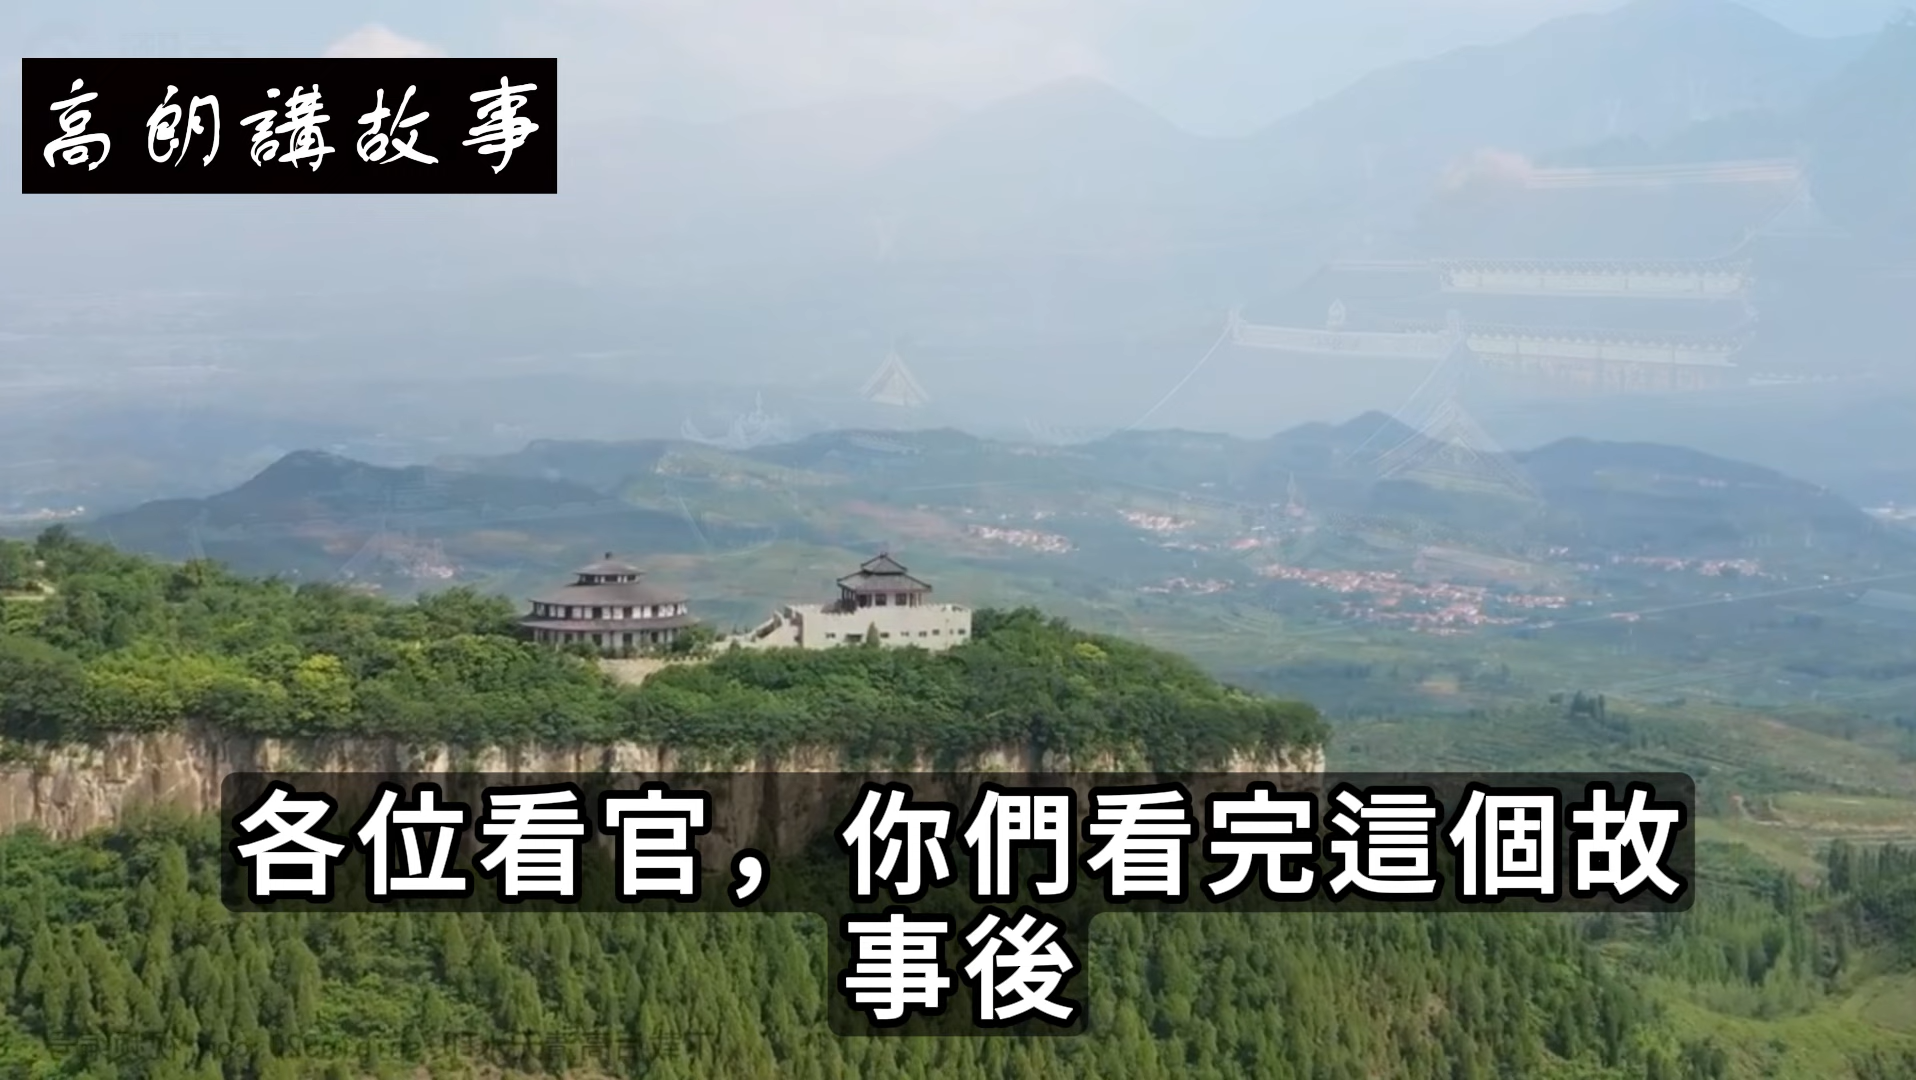 高朗講故事
各位看官，你們看完這個故
事後